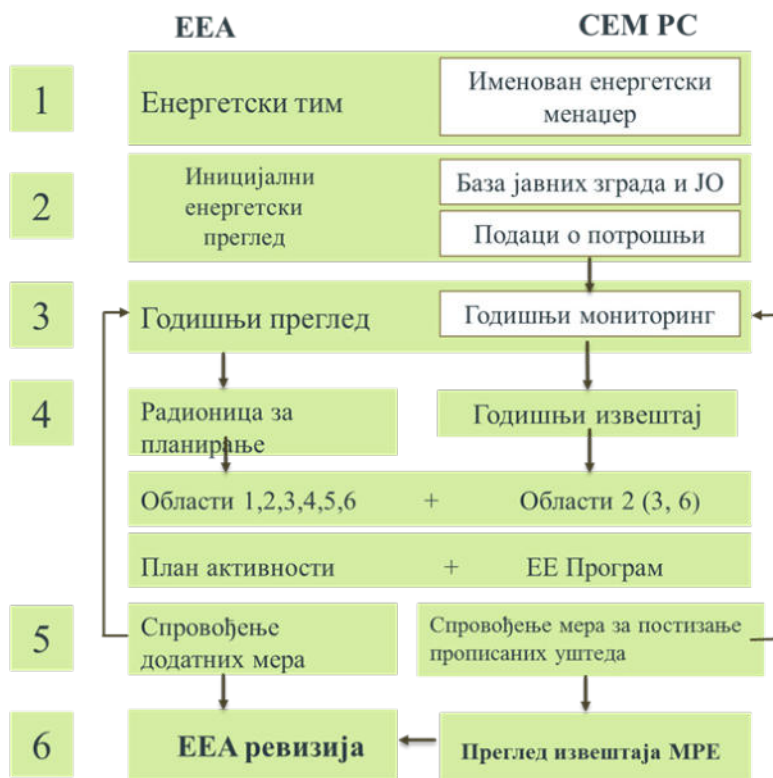 ЕЕА
СЕМ РС
1
Енергетски тим
Именован енергетски
менаџер
2
Иницијални
енергетски
преглед
База јавних зграда и ЈО
Подаци о потрошњи
3
Годишњи преглед
Годишњи мониторинг
4
Радионица за
планирање
Годишњи извештај
Области 1,2,3,4,5,6 + Области 2 (3, 6)
План активности + ЕЕ Програм
5
Спровођење
додатних мера
Спровођење мера за постизање
прописаних уштеда
6
ЕЕА ревизија
Преглед извештаја МРЕ